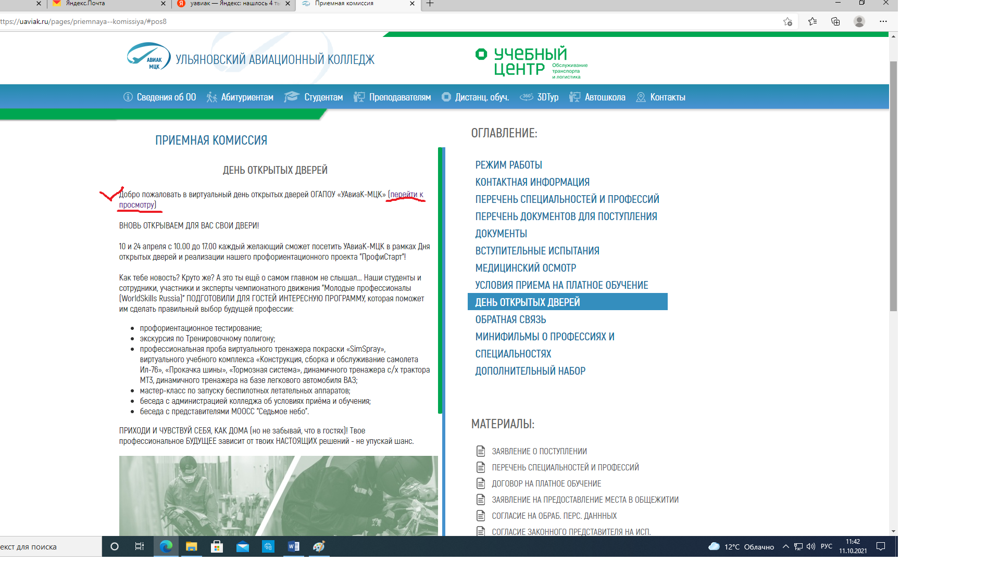 Яндекс.Почта
уавиак — Яндекс: нашлось 4 ты
Приемная комиссия
ttps://uaviak.ru/pages/priemnaya--komissiya/#pos8
АВИАК
МЦК
УЛЬЯНОВСКИЙ АВИАЦИОННЫЙ КОЛЛЕДЖ
УЧЕБНЫЙ
ЦЕНТР
Обслуживание
транспорта
и логистика
Сведения об ОО
Абитуриентам
Студентам
Преподавателям
Дистанц. обуч.
360°
3DТур
Автошкола
Контакты
ПРИЕМНАЯ КОМИССИЯ
ДЕНЬ ОТКРЫТЫХ ДВЕРЕЙ
Добро пожаловать в виртуальный день открытых дверей ОГАПОУ «УАвиаК-МЦК» (перейти к
просмотру)
ВНОВЬ ОТКРЫВАЕМ ДЛЯ ВАС СВОИ ДВЕРИ!
10 и 24 апреля с 10.00 до 17.00 каждый желающий сможет посетить УАвиаК-МЦК в рамках Дня
открытых дверей и реализации нашего профориентационного проекта "ПрофиСтарт"!
Как тебе новость? Круто же? А это ты ещё о самом главном не слышал... Наши студенты и
сотрудники, участники и эксперты чемпионатного движения "Молодые профессионалы
(WorldSkills Russia)" ПОДГОТОВИЛИ ДЛЯ ГОСТЕЙ ИНТЕРЕСНУЮ ПРОГРАММУ, которая поможет
им сделать правильный выбор будущей профессии:
• профориентационное тестирование;
• экскурсия по Тренировочному полигону;
• профессиональная проба виртуального тренажера покраски «SimSpray»,
виртуального учебного комплекса «Конструкция, сборка и обслуживание самолета
Ил-76», «Прокачка шины», «Тормозная система», динамичного тренажера с/х трактора
МТЗ, динамичного тренажера на базе легкового автомобиля ВАЗ;
• мастер-класс по запуску беспилотных летательных аппаратов;
• беседа с администрацией колледжа об условиях приёма и обучения;
• беседа с представителями МООСС "Седьмое небо".
ПРИХОДИ И ЧУВСТВУЙ СЕБЯ, КАК ДОМА (но не забывай, что в гостях)! Твое
профессиональное БУДУЩЕЕ зависит от твоих НАСТОЯЩИХ решений - не упускай шанс.
ОГЛАВЛЕНИЕ:
РЕЖИМ РАБОТЫ
КОНТАКТНАЯ ИНФОРМАЦИЯ
ПЕРЕЧЕНЬ СПЕЦИАЛЬНОСТЕЙ И ПРОФЕССИЙ
ПЕРЕЧЕНЬ ДОКУМЕНТОВ ДЛЯ ПОСТУПЛЕНИЯ
ДОКУМЕНТЫ
ВСТУПИТЕЛЬНЫЕ ИСПЫТАНИЯ
МЕДИЦИНСКИЙ ОСМОТР
УСЛОВИЯ ПРИЕМА НА ПЛАТНОЕ ОБУЧЕНИЕ
ДЕНЬ ОТКРЫТЫХ ДВЕРЕЙ
ОБРАТНАЯ СВЯЗЬ
МИНИФИЛЬМЫ О ПРОФЕССИЯХ И
СПЕЦИАЛЬНОСТЯХ
ДОПОЛНИТЕЛЬНЫЙ НАБОР
МАТЕРИАЛЫ:
ЗАЯВЛЕНИЕ О ПОСТУПЛЕНИИ
ПЕРЕЧЕНЬ СПЕЦИАЛЬНОСТЕЙ И ПРОФЕССИЙ
ДОГОВОР НА ПЛАТНОЕ ОБУЧЕНИЕ
ЗАЯВЛЕНИЕ НА ПРЕДОСТАВЛЕНИЕ МЕСТА В ОБЩЕЖИТИИ
СОГЛАСИЕ НА ОБРАБ. ПЕРС. ДАНННЫХ
СОГЛАСИЕ ЗАКОННОГО ПРЕДСТАВИТЕЛЯ НА ИСП.
екст для поиска
12°C Облачно
РУС
11:42
11.10.2021